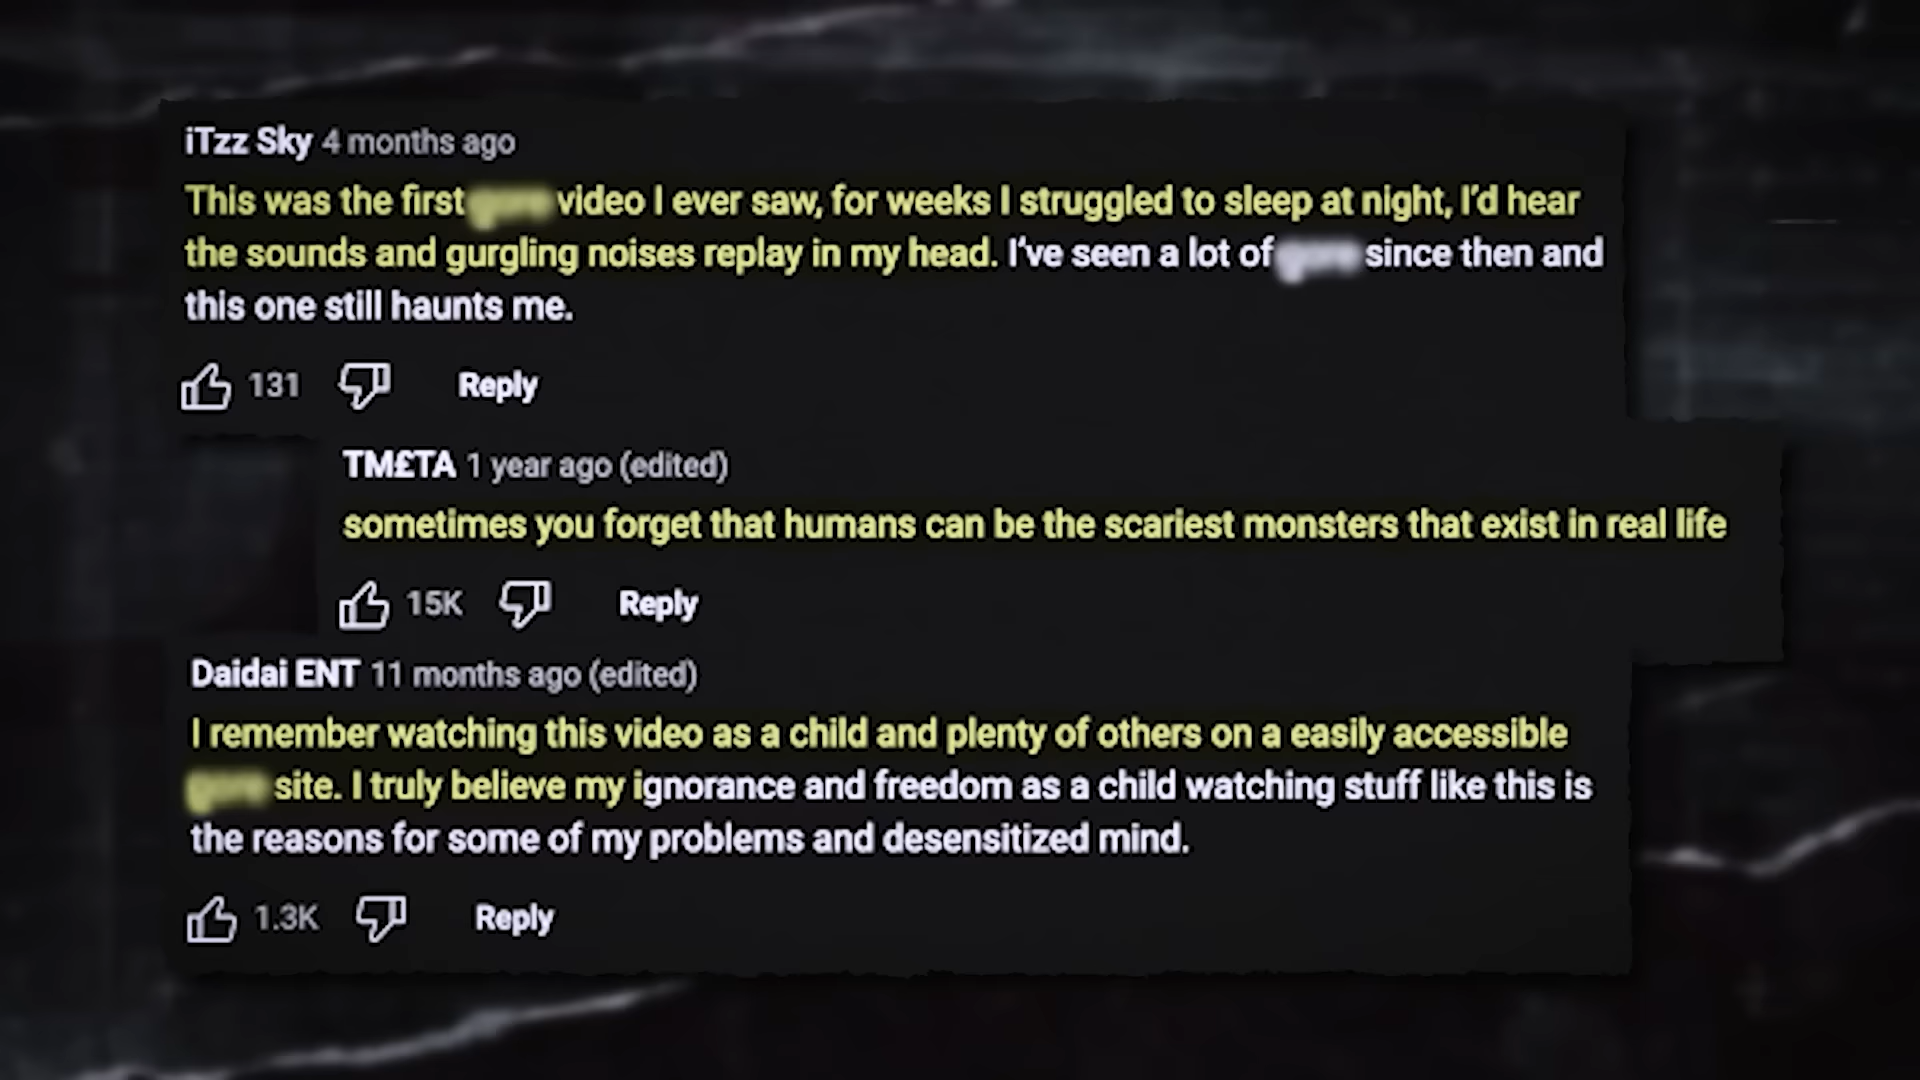 iTzz Sky 4 months ago
This was the first video I ever saw, for weeks I struggled to sleep at night, I'd hear
the sounds and gurgling noises replay in my head. I've seen a lot of since then and
this one still haunts me.
131 Reply
TM£TA 1 year ago (edited)
sometimes you forget that humans can be the scariest monsters that exist in real life
15K Reply
Daidai ENT 11 months ago (edited)
I remember watching this video as a child and plenty of others on a easily accessible
site. I truly believe my ignorance and freedom as a child watching stuff like this is
the reasons for some of my problems and desensitized mind.
1.3K Reply